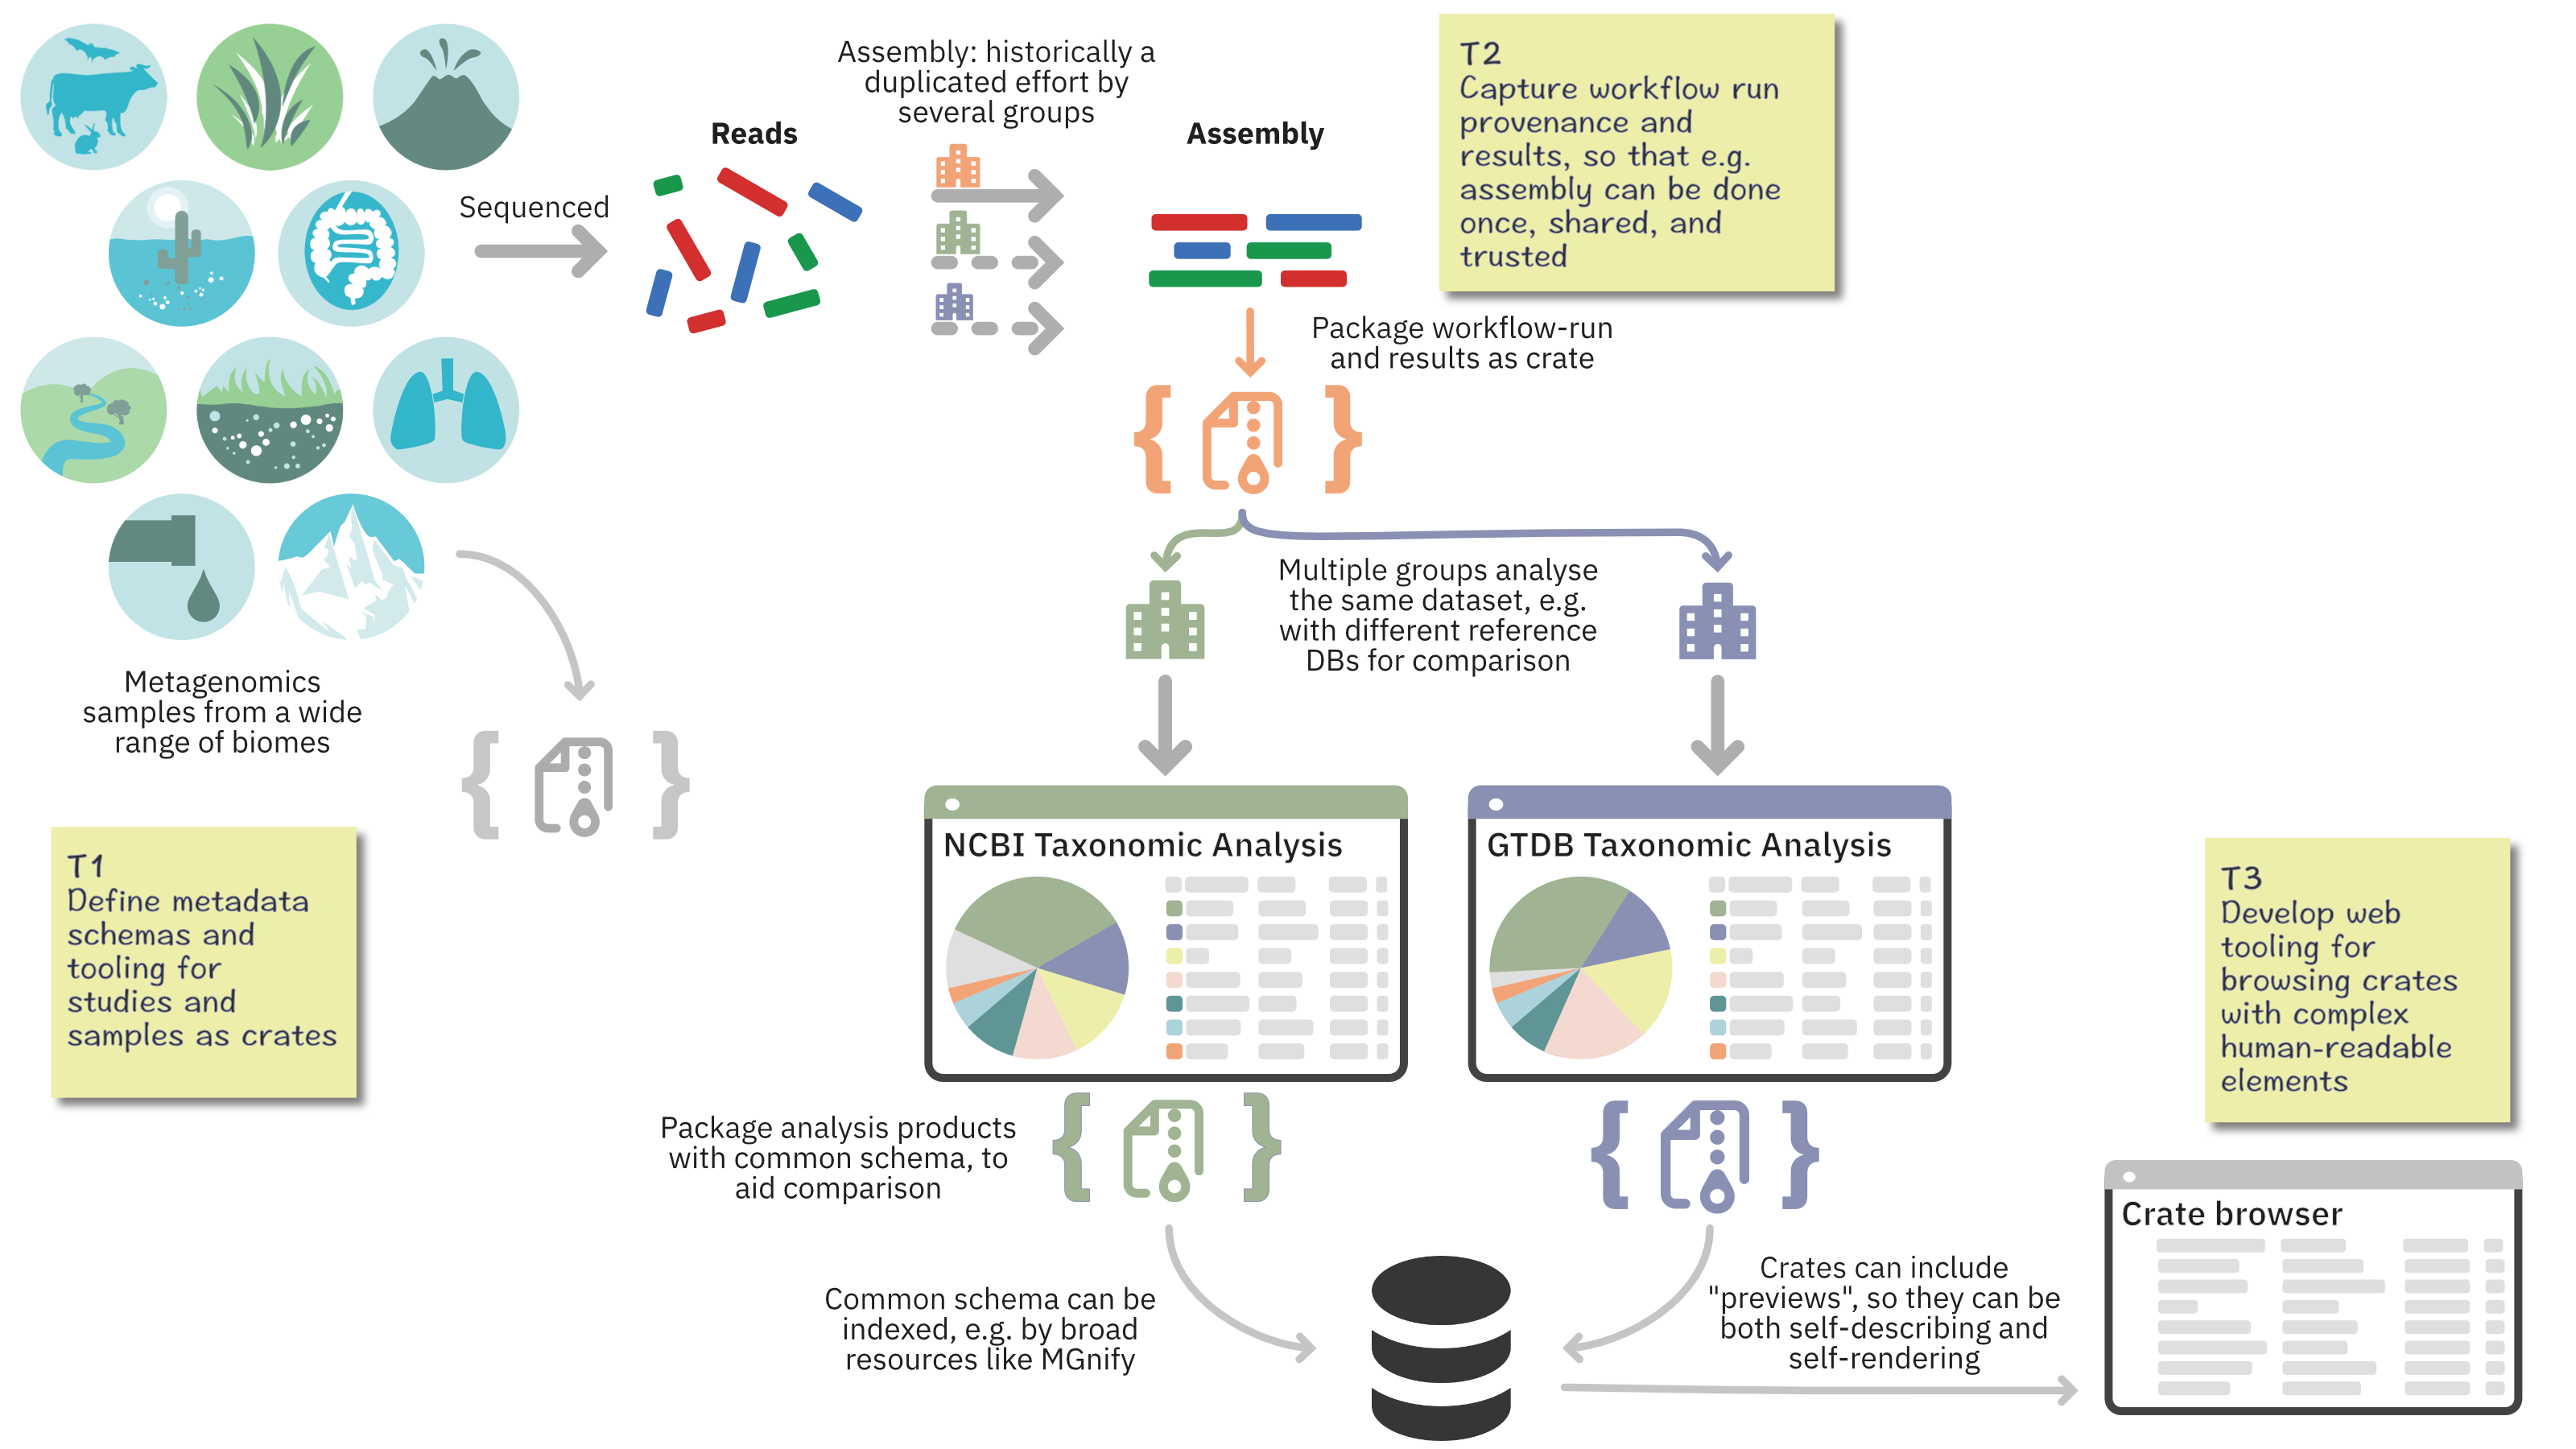 Sequenced
Reads
Assembly: historically a
duplicated effort by
several groups
Assembly
T2
Capture workflow run
provenance and
results, so that e.g.
assembly can be done
once, shared, and
trusted
Package workflow-run
and results as crate
Multiple groups analyse
the same dataset, e.g.
with different reference
DBs for comparison
Metagenomics
samples from a wide
range of biomes
T1
Define metadata
schemas and
tooling for
studies and
samples as crates
NCBI Taxonomic Analysis
GTDB Taxonomic Analysis
T3
Develop web
tooling for
browsing crates
with complex
human-readable
elements
Package analysis products
with common schema, to
aid comparison
Common schema can be
indexed, e.g. by broad
resources like MGnify
Crates can include
"previews", so they can be
both self-describing and
self-rendering
Crate browser